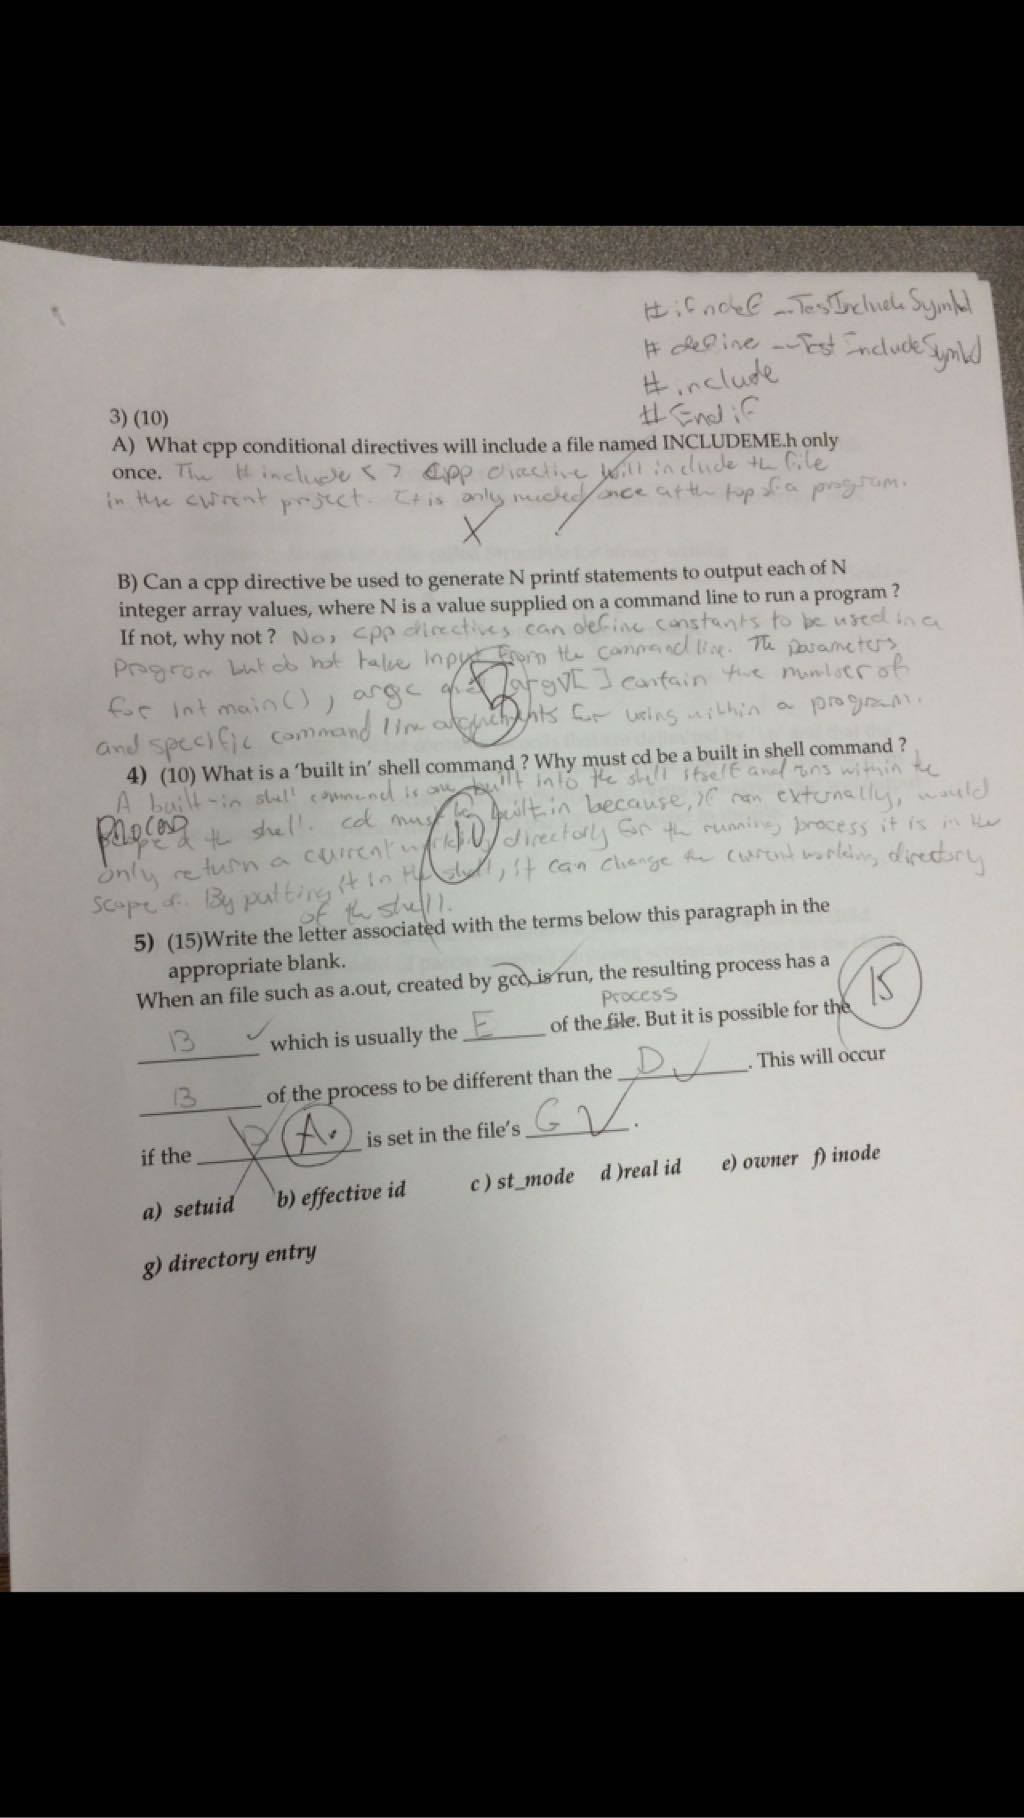 #ifndef --TestIncludeSymbol
#define --TestIncludeSymbol
#include
#Endif
3) (10)
A) What cpp conditional directives will include a file named INCLUDEME.h only
once. The #include < > cpp directive will include the file
in the current project. It is only needed once at the top of a program.
X
B) Can a cpp directive be used to generate N printf statements to output each of N
integer array values, where N is a value supplied on a command line to run a program ?
If not, why not ? No, cpp directives can define constants to be used in a
Program but do not take input from the command line. The parameters
for int main(), argc and argv[] contain the number of
and specific command line arguments for using within a program.
4) (10) What is a 'built in' shell command ? Why must cd be a built in shell command ?
A built-in shell command is one built into the shell itself and runs within the
process of the shell. cd must be built in because, if run externally, would
only return a current working directory for the running process it is in the
scope of. By putting it in the shell, it can change the current working directory
of the shell.
10
5) (15)Write the letter associated with the terms below this paragraph in the
appropriate blank.
When an file such as a.out, created by gcc, is run, the resulting process has a
B which is usually the E of the file. process But it is possible for the 15
B of the process to be different than the D. This will occur
if the D A. is set in the file's G.
a) setuid b) effective id c) st_mode d )real id e) owner f) inode
g) directory entry